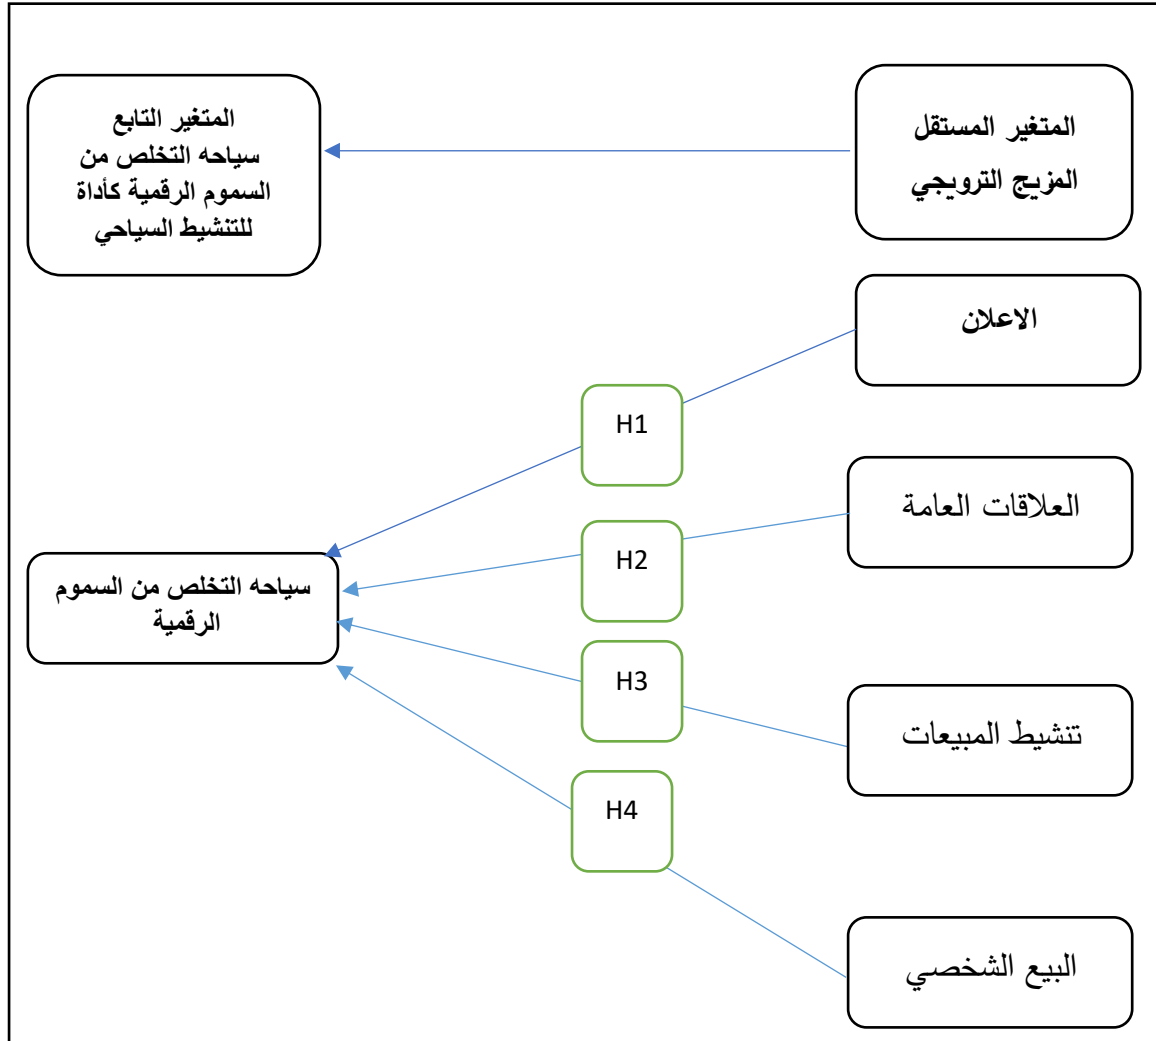 المتغير المستقل
المزيج الترويجي
المتغير التابع
سياحه التخلص من
السموم الرقمية كأداة
للتنشيط السياحي
الاعلان
H1
العلاقات العامة
H2
سياحه التخلص من السموم
الرقمية
H3
تنشيط المبيعات
H4
البيع الشخصي